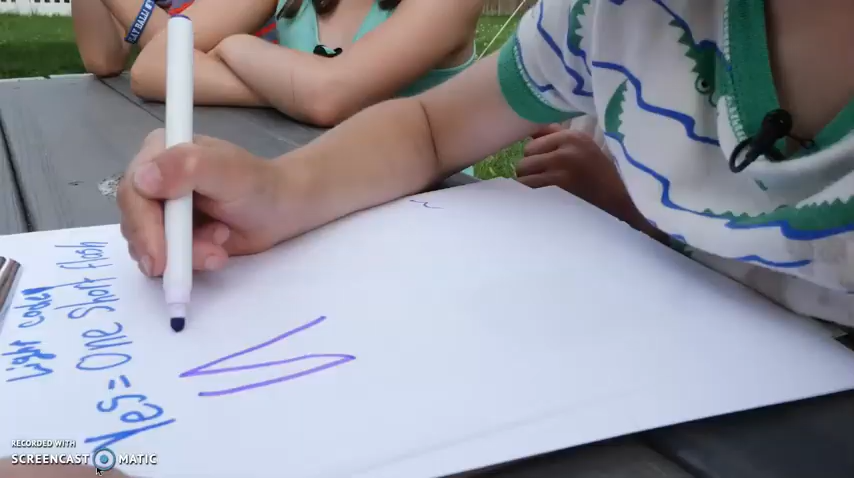 Light code
Yes = One short flash
RECORDED WITH
SCREENCAST O MATIC